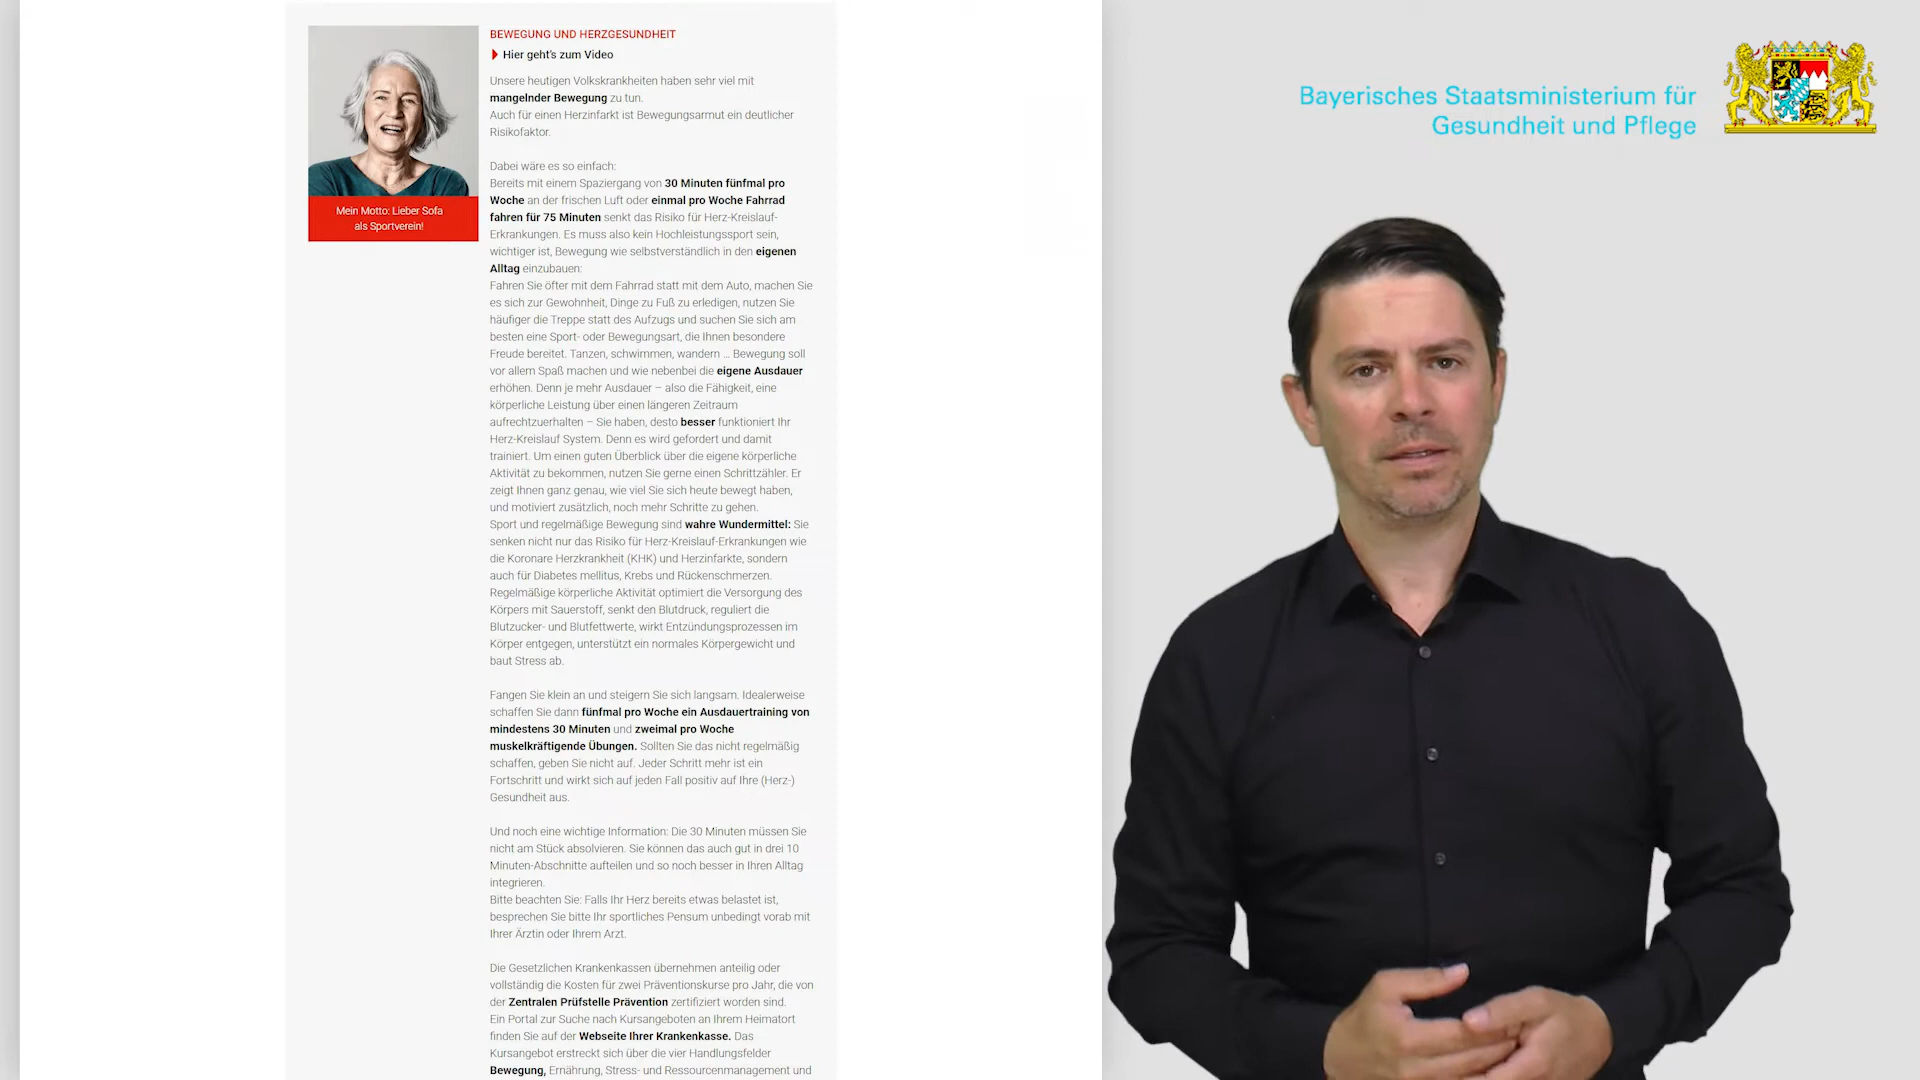 BEWEGUNG UND HERZGESUNDHEIT
Hier geht's zum Video
Unsere heutigen Volkskrankheiten haben sehr viel mit
mangelnder Bewegung zu tun.
Auch für einen Herzinfarkt ist Bewegungsarmut ein deutlicher
Risikofaktor.
Dabei wäre es so einfach:
Bereits mit einem Spaziergang von 30 Minuten fünfmal pro
Woche an der frischen Luft oder einmal pro Woche Fahrrad
fahren für 75 Minuten senkt das Risiko für Herz-Kreislauf-
Erkrankungen. Es muss also kein Hochleistungssport sein,
wichtiger ist, Bewegung wie selbstverständlich in den eigenen
Alltag einzubauen:
Fahren Sie öfter mit dem Fahrrad statt mit dem Auto, machen Sie
es sich zur Gewohnheit, Dinge zu Fuß zu erledigen, nutzen Sie
häufiger die Treppe statt des Aufzugs und suchen Sie sich am
besten eine Sport- oder Bewegungsart, die Ihnen besondere
Freude bereitet. Tanzen, schwimmen, wandern … Bewegung soll
vor allem Spaß machen und wie nebenbei die eigene Ausdauer
erhöhen. Denn je mehr Ausdauer – also die Fähigkeit, eine
körperliche Leistung über einen längeren Zeitraum
aufrechtzuerhalten – Sie haben, desto besser funktioniert Ihr
Herz-Kreislauf System. Denn es wird gefordert und damit
trainiert. Um einen guten Überblick über die eigene körperliche
Aktivität zu bekommen, nutzen Sie gerne einen Schrittzähler. Er
zeigt Ihnen ganz genau, wie viel Sie sich heute bewegt haben,
und motiviert zusätzlich, noch mehr Schritte zu gehen.
Sport und regelmäßige Bewegung sind wahre Wundermittel: Sie
senken nicht nur das Risiko für Herz-Kreislauf-Erkrankungen wie
die Koronare Herzkrankheit (KHK) und Herzinfarkte, sondern
auch für Diabetes mellitus, Krebs und Rückenschmerzen.
Regelmäßige körperliche Aktivität optimiert die Versorgung des
Körpers mit Sauerstoff, senkt den Blutdruck, reguliert die
Blutzucker- und Blutfettwerte, wirkt Entzündungsprozessen im
Körper entgegen, unterstützt ein normales Körpergewicht und
baut Stress ab.
Fangen Sie klein an und steigern Sie sich langsam. Idealerweise
schaffen Sie dann fünfmal pro Woche ein Ausdauertraining von
mindestens 30 Minuten und zweimal pro Woche
muskelkräftigende Übungen. Sollten Sie das nicht regelmäßig
schaffen, geben Sie nicht auf. Jeder Schritt mehr ist ein
Fortschritt und wirkt sich auf jeden Fall positiv auf Ihre (Herz-)
Gesundheit aus.
Und noch eine wichtige Information: Die 30 Minuten müssen Sie
nicht am Stück absolvieren. Sie können das auch gut in drei 10
Minuten-Abschnitte aufteilen und so noch besser in Ihren Alltag
integrieren.
Bitte beachten Sie: Falls Ihr Herz bereits etwas belastet ist,
besprechen Sie bitte Ihr sportliches Pensum unbedingt vorab mit
Ihrer Ärztin oder Ihrem Arzt.
Die Gesetzlichen Krankenkassen übernehmen anteilig oder
vollständig die Kosten für zwei Präventionskurse pro Jahr, die von
der Zentralen Prüfstelle Prävention zertifiziert worden sind.
Ein Portal zur Suche nach Kursangeboten an Ihrem Heimatort
finden Sie auf der Webseite Ihrer Krankenkasse. Das
Kursangebot erstreckt sich über die vier Handlungsfelder
Bewegung, Ernährung, Stress- und Ressourcenmanagement und
Mein Motto: Lieber Sofa
als Sportverein!
Bayerisches Staatsministerium für
Gesundheit und Pflege